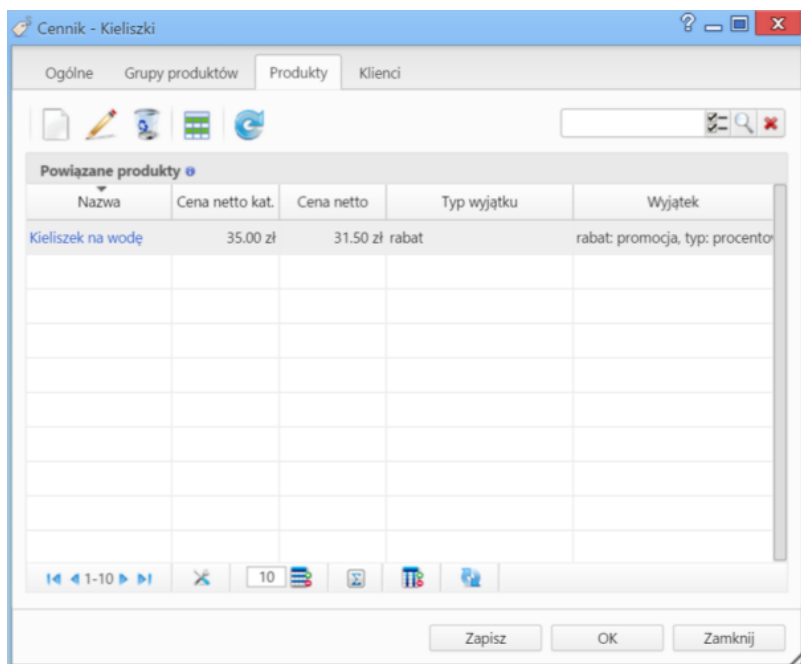 Cennik - Kieliszki
Ogólne Grupy produktów Produkty Klienci
Powiązane produkty
Nazwa Cena netto kat. Cena netto Typ wyjątku Wyjątek
Kieliszek na wodę 35.00 zł 31.50 zł rabat rabat: promocja, typ: procentow
1-10 10
Zapisz OK Zamknij